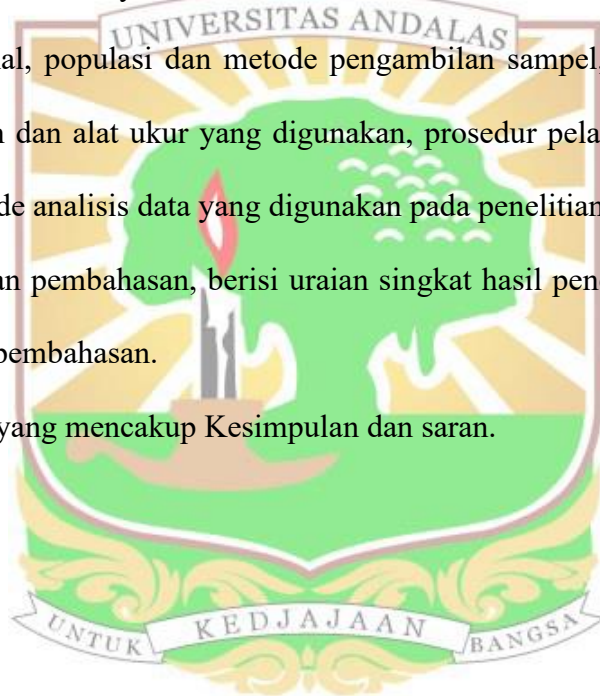 UNIVERSITAS ANDALAS
al, populasi dan metode pengambilan sampel,
dan alat ukur yang digunakan, prosedur pela
de analisis data yang digunakan pada penelitian
an pembahasan, berisi uraian singkat hasil pen
pembahasan.
yang mencakup Kesimpulan dan saran.
UNTUK KEDJAJAAN BANGSA